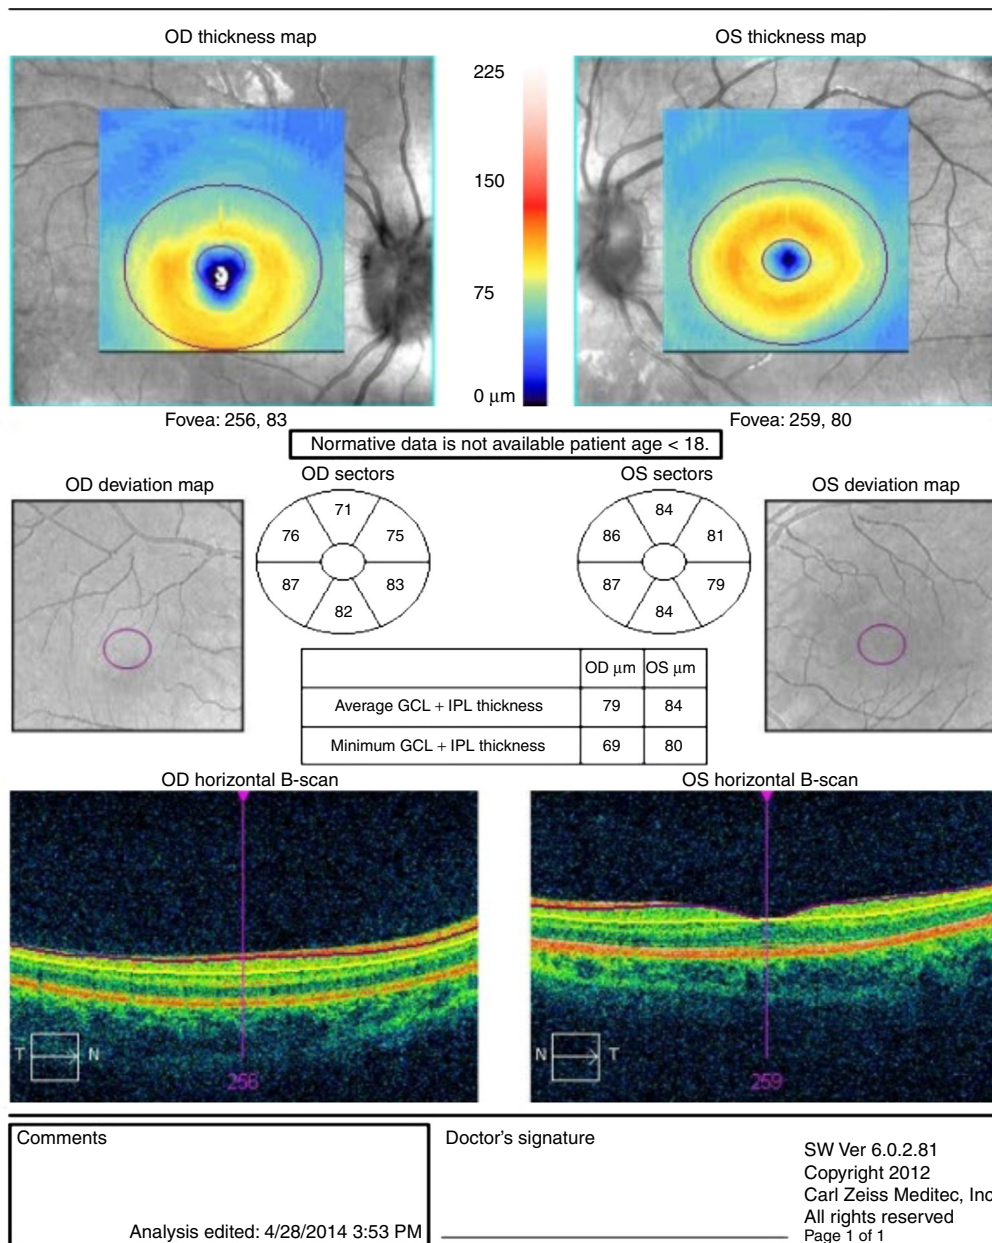 OD thickness map
OS thickness map
225
150
75
0 μm
Fovea: 256, 83
Fovea: 259, 80
Normative data is not available patient age < 18.
OD deviation map
OD sectors
OS sectors
OS deviation map
71
76
75
87
83
82
84
86
81
87
79
84
OD μm OS μm
Average GCL + IPL thickness 79 84
Minimum GCL + IPL thickness 69 80
OD horizontal B-scan
OS horizontal B-scan
T N
256
N T
259
Comments
Doctor's signature
SW Ver 6.0.2.81
Copyright 2012
Carl Zeiss Meditec, Inc
All rights reserved
Analysis edited: 4/28/2014 3:53 PM
Page 1 of 1